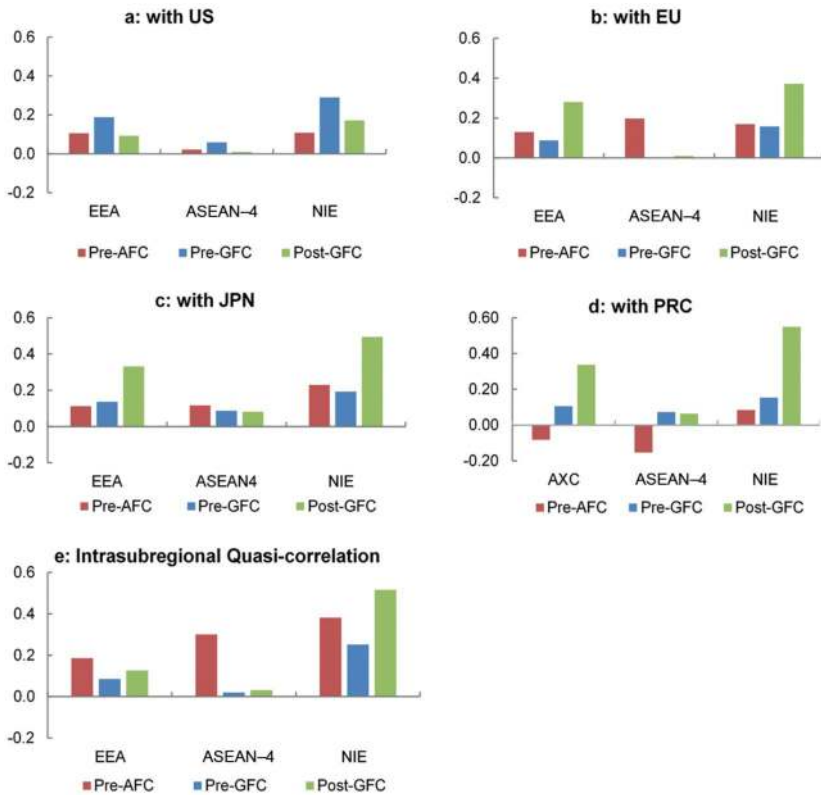 a: with US
0.6
0.4
0.2
0.0
-0.2
EEA ASEAN–4 NIE
Pre-AFC Pre-GFC Post-GFC
b: with EU
0.6
0.4
0.2
0.0
-0.2
EEA ASEAN–4 NIE
Pre-AFC Pre-GFC Post-GFC
c: with JPN
0.6
0.4
0.2
0.0
-0.2
EEA ASEAN4 NIE
Pre-AFC Pre-GFC Post-GFC
d: with PRC
0.60
0.40
0.20
0.00
-0.20
AXC ASEAN–4 NIE
Pre-AFC Pre-GFC Post-GFC
e: Intrasubregional Quasi-correlation
0.6
0.4
0.2
0.0
-0.2
EEA ASEAN–4 NIE
Pre-AFC Pre-GFC Post-GFC